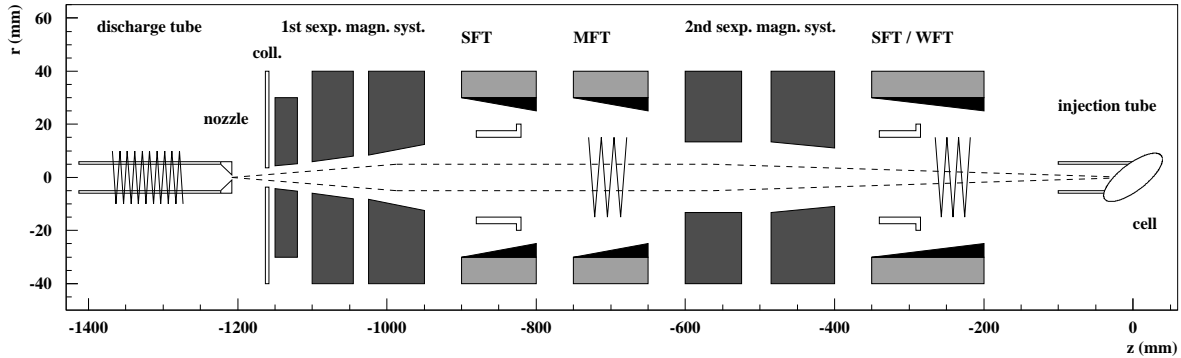 r (mm)
60
40
20
0
-20
-40
discharge tube
1st sexp. magn. syst.
2nd sexp. magn. syst.
coll.
SFT
MFT
SFT / WFT
nozzle
injection tube
cell
-1400
-1200
-1000
-800
-600
-400
-200
0
z (mm)